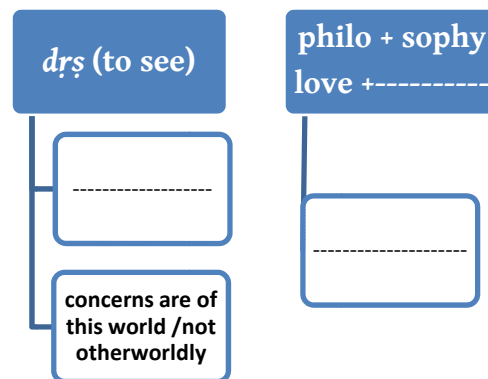 dṛṣ (to see)
--------------------
concerns are of
this world /not
otherworldly
philo + sophy
love +-----------
----------------------